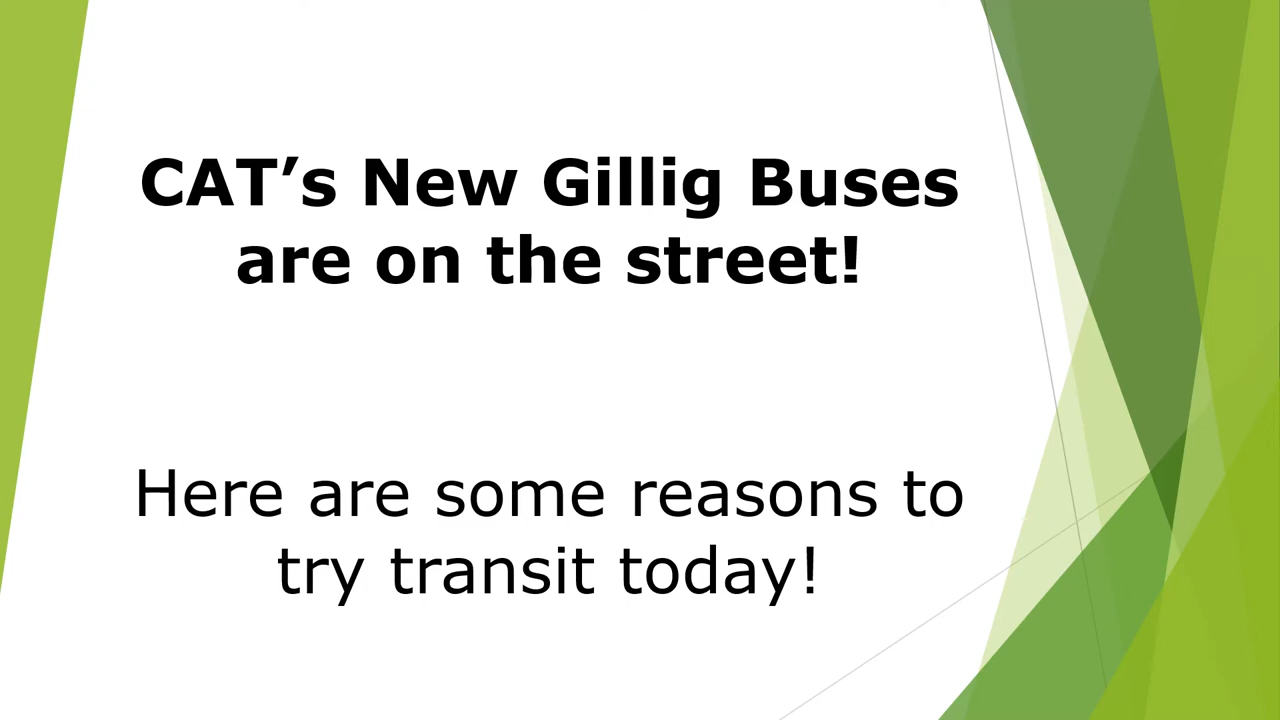 CAT’s New Gillig Buses
are on the street!
Here are some reasons to
try transit today!